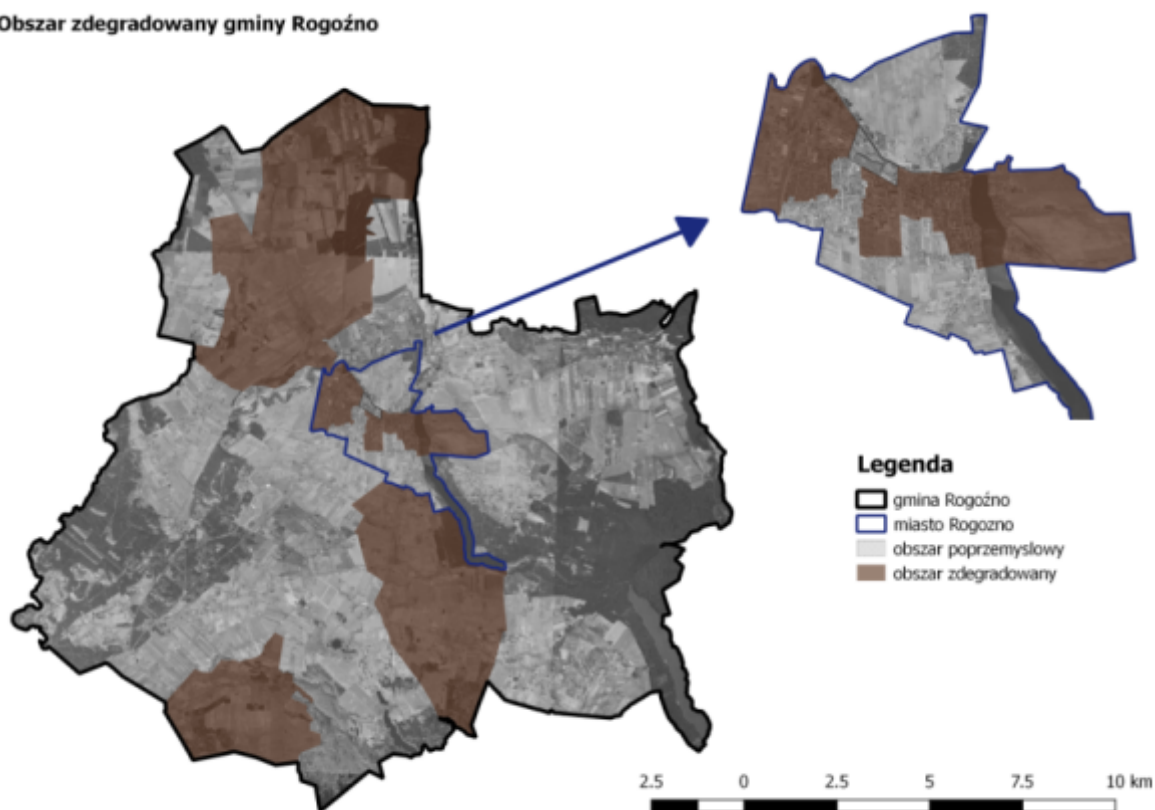 Obszar zdegradowany gminy Rogoźno
Legenda
gmina Rogoźno
miasto Rogozno
obszar poprzemyslowy
obszar zdegradowany
2.5 0 2.5 5 7.5 10 km